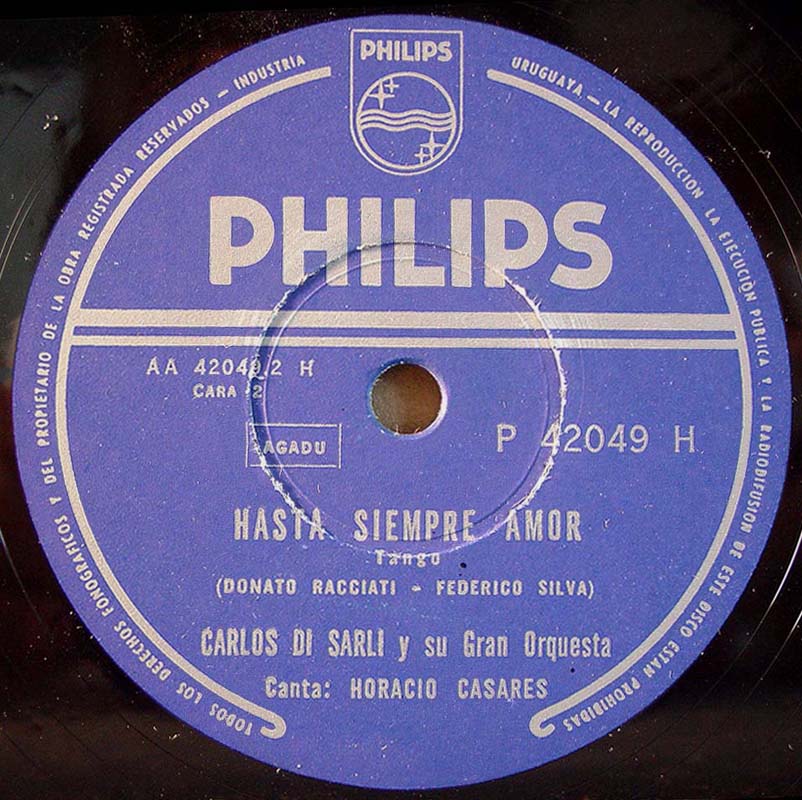 PHILIPS
PHILIPS
AA 42049 2 H
CARA 2
AGADU
P 42049 H
HASTA SIEMPRE AMOR
Tango
(DONATO RACCIATI - FEDERICO SILVA)
CARLOS DI SARLI y su Gran Orquesta
Canta: HORACIO CASARES
TODOS LOS DERECHOS FONOGRAFICOS Y DEL PROPIETARIO DE LA OBRA REGISTRADA RESERVADOS – INDUSTRIA URUGUAYA – LA REPRODUCCION LA EJECUCIÒN PUBLICA Y LA RADIODIFUSION DE ESTE DISCO ESTAN PROHIBIDAS